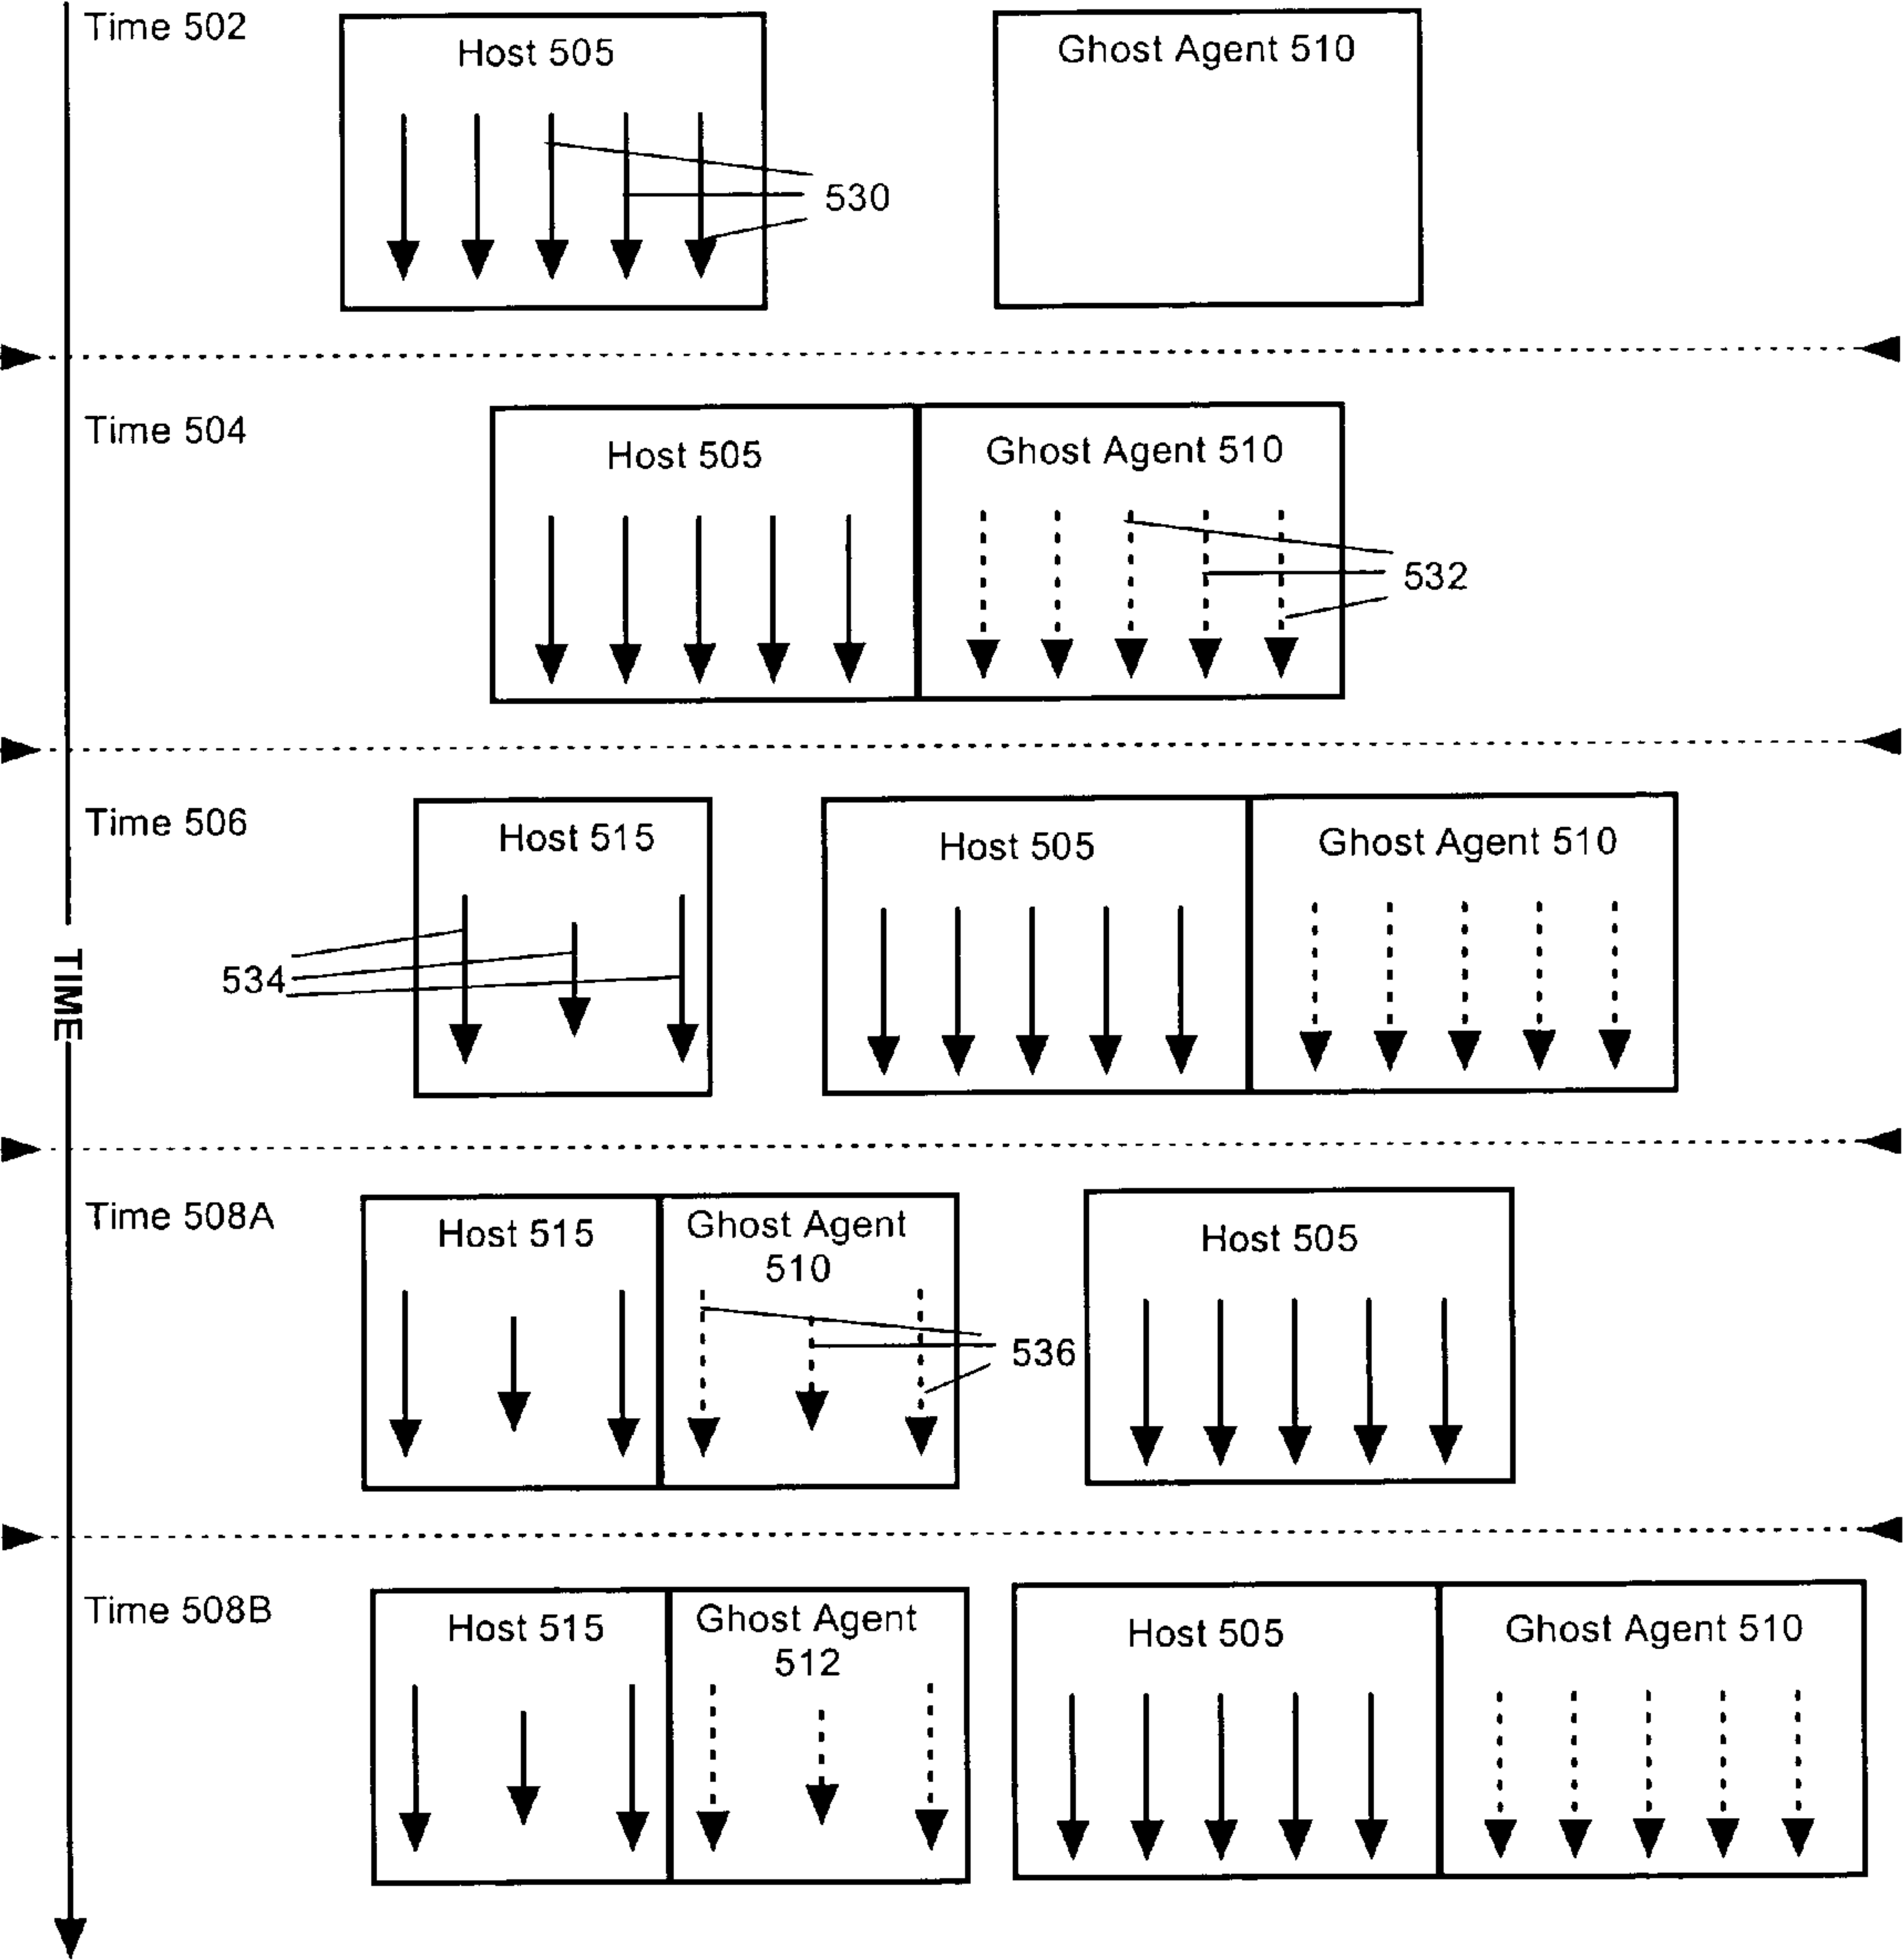 Time 502
Host 505
Ghost Agent 510
530
Time 504
Host 505
Ghost Agent 510
532
Time 506
Host 515
Host 505
Ghost Agent 510
534
TIME
Time 508A
Host 515
Ghost Agent
510
Host 505
536
Time 508B
Host 515
Ghost Agent
512
Host 505
Ghost Agent 510